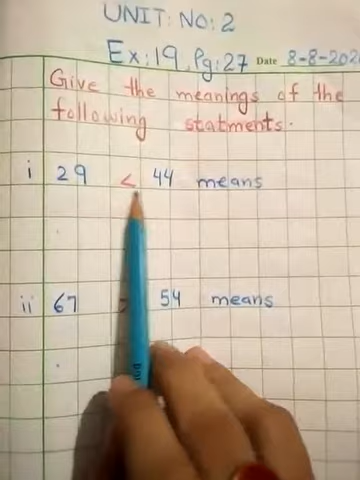 UNIT: NO: 2
Ex: 19, Pg: 27 Date 8-8-202
Give the meanings of the
following statments.
i 29 < 44 means
ii 67 > 54 means